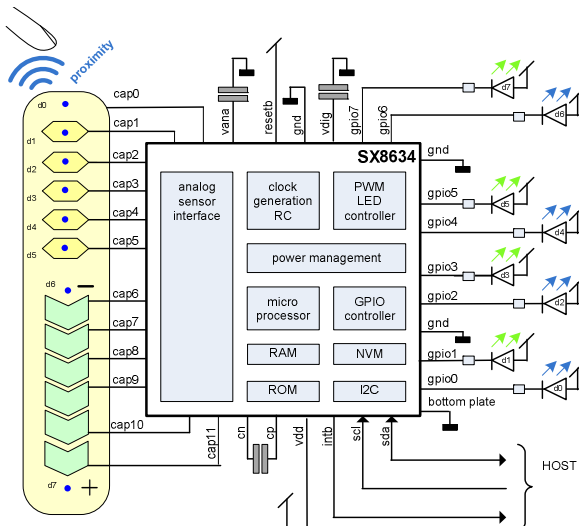 proximity
d0
cap0
d1
cap1
d2
cap2
d3
cap3
d4
cap4
d5
cap5
d6
−
cap6
cap7
cap8
cap9
cap10
cap11
d7
+
vana
resetb
gnd
vdig
gpio7
gpio6
d7
d6
SX8634
analog
sensor
interface
clock
generation
RC
PWM
LED
controller
power management
micro
processor
GPIO
controller
RAM
NVM
ROM
I2C
gnd
gpio5
d5
gpio4
d4
gpio3
d3
gpio2
d2
gnd
gpio1
d1
gpio0
d0
bottom plate
cn
cp
vdd
intb
scl
sda
HOST